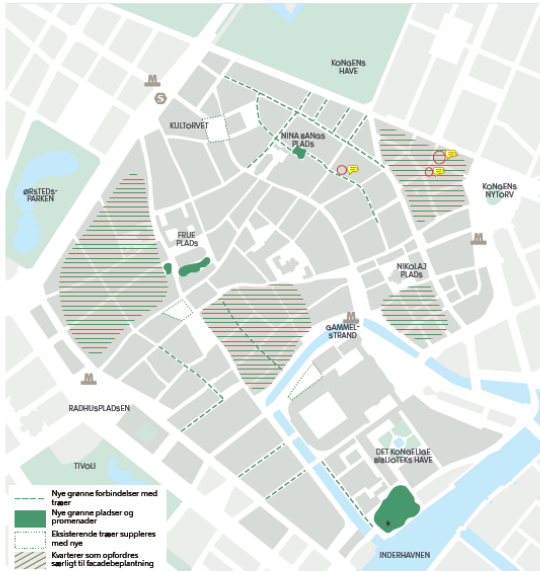 KONGENS
HAVE
M
S
KULTORVET
NINA BANGS
PLADS
ØRSTEDS-
PARKEN
KONGENS
NYTORV
M
FRUE
PLADS
NIKOLAJ
PLADS
M
GAMMEL-
STRAND
M
RADHUSPLADSEN
DET KONGELIGE
BIBLIOTEKS HAVE
TIVOLI
INDERHAVNEN
Nye grønne forbindelser med
træer
Nye grønne pladser og
promenader
Eksisterende træer suppleres
med nye
Kvarterer som opfordres
særligt til facadebeplantning